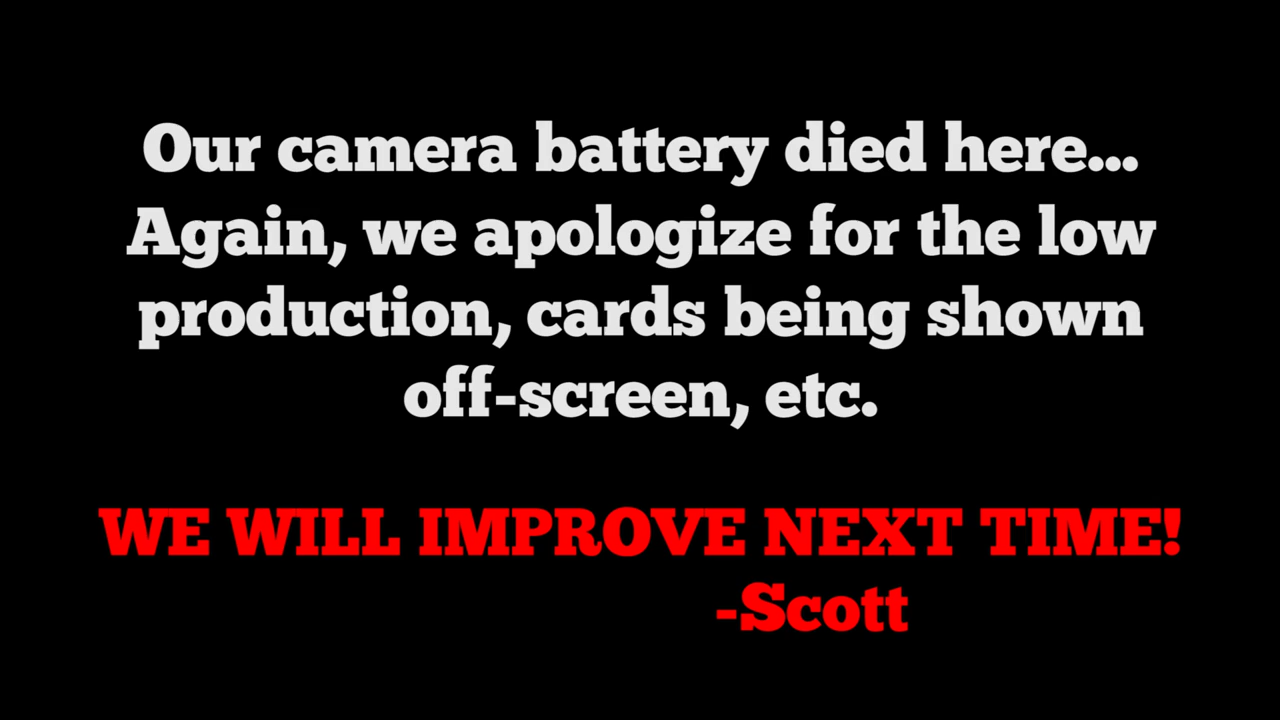 Our camera battery died here...
Again, we apologize for the low
production, cards being shown
off-screen, etc.
WE WILL IMPROVE NEXT TIME!
-Scott